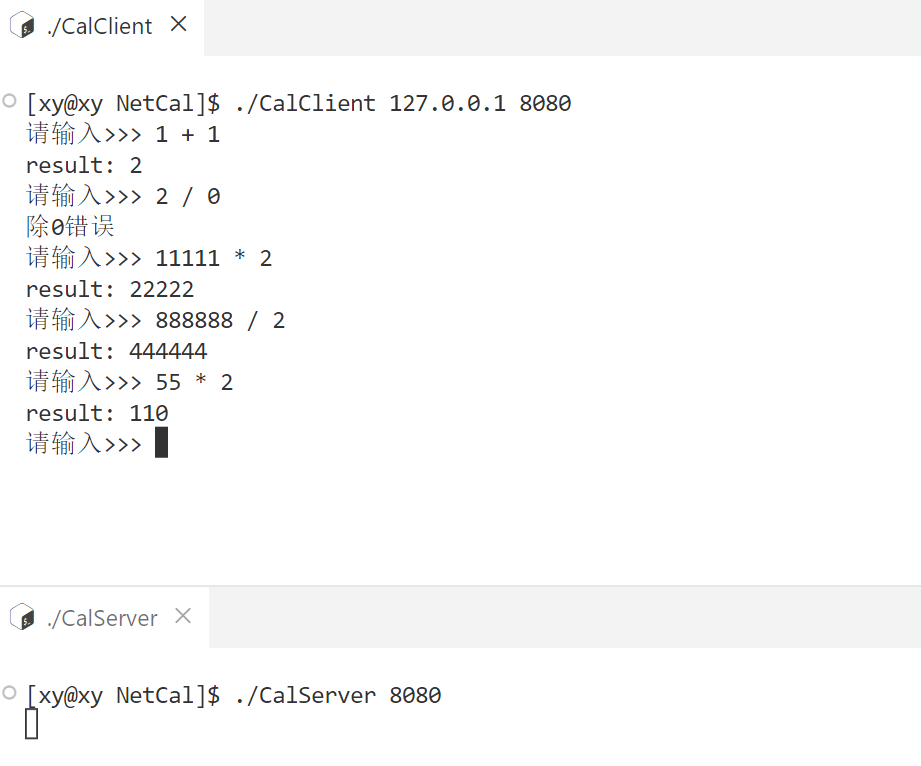 ./CalClient
[xy@xy NetCal]$ ./CalClient 127.0.0.1 8080
请输入>>> 1 + 1
result: 2
请输入>>> 2 / 0
除0错误
请输入>>> 11111 * 2
result: 22222
请输入>>> 888888 / 2
result: 444444
请输入>>> 55 * 2
result: 110
请输入>>>
./CalServer
[xy@xy NetCal]$ ./CalServer 8080